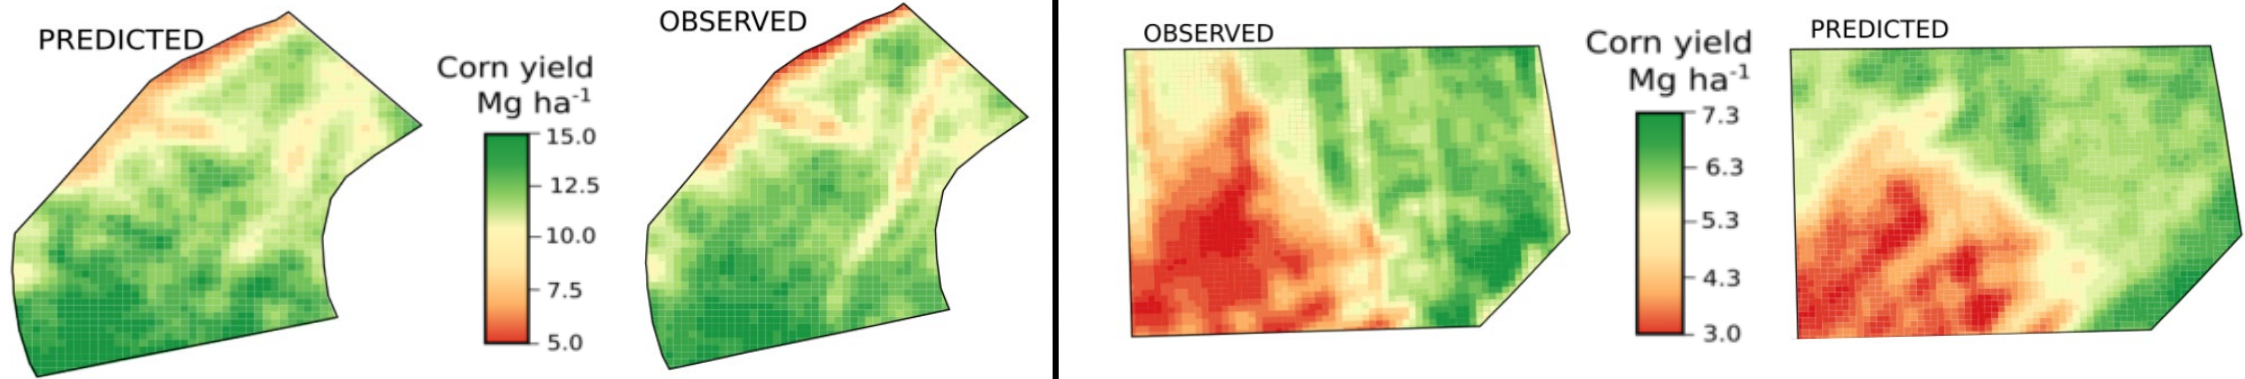 PREDICTED
OBSERVED
Corn yield
Mg ha-1
15.0
12.5
10.0
7.5
5.0
OBSERVED
PREDICTED
Corn yield
Mg ha-1
7.3
6.3
5.3
4.3
3.0